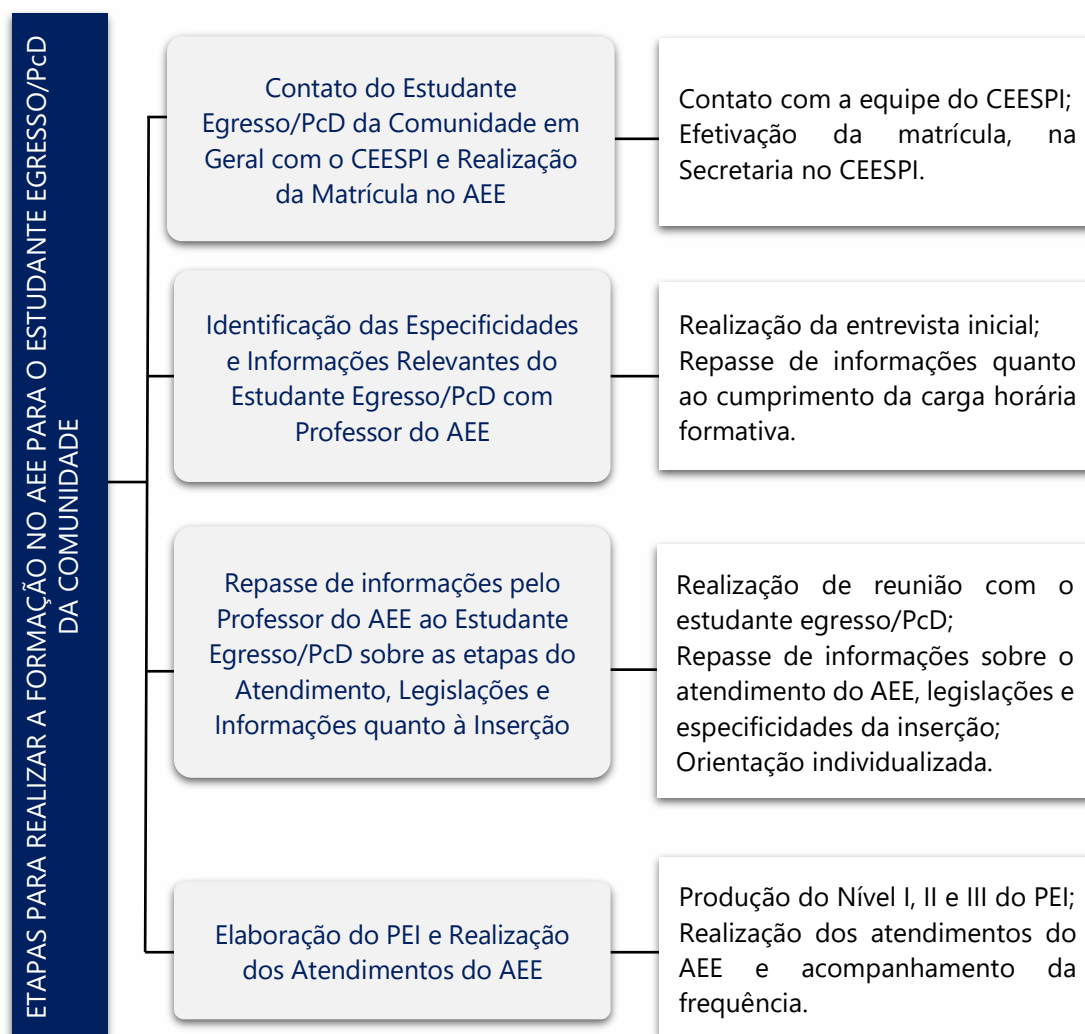 ETAPAS PARA REALIZAR A FORMAÇÃO NO AEE PARA O ESTUDANTE EGRESSO/PcD
DA COMUNIDADE
Contato do Estudante
Egresso/PcD da Comunidade em
Geral com o CEESPI e Realização
da Matrícula no AEE
Contato com a equipe do CEESPI;
Efetivação da matrícula, na
Secretaria no CEESPI.
Identificação das Especificidades
e Informações Relevantes do
Estudante Egresso/PcD com
Professor do AEE
Realização da entrevista inicial;
Repasse de informações quanto
ao cumprimento da carga horária
formativa.
Repasse de informações pelo
Professor do AEE ao Estudante
Egresso/PcD sobre as etapas do
Atendimento, Legislações e
Informações quanto à Inserção
Realização de reunião com o
estudante egresso/PcD;
Repasse de informações sobre o
atendimento do AEE, legislações e
especificidades da inserção;
Orientação individualizada.
Elaboração do PEI e Realização
dos Atendimentos do AEE
Produção do Nível I, II e III do PEI;
Realização dos atendimentos do
AEE e acompanhamento da
frequência.